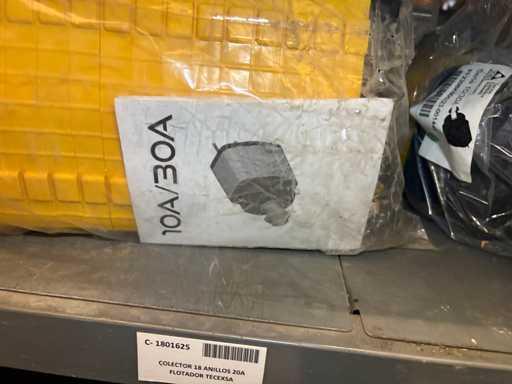 10A/30A
C- 1801625
COLECTOR 18 ANILLOS 20A
FLOTADOR TECEXSA